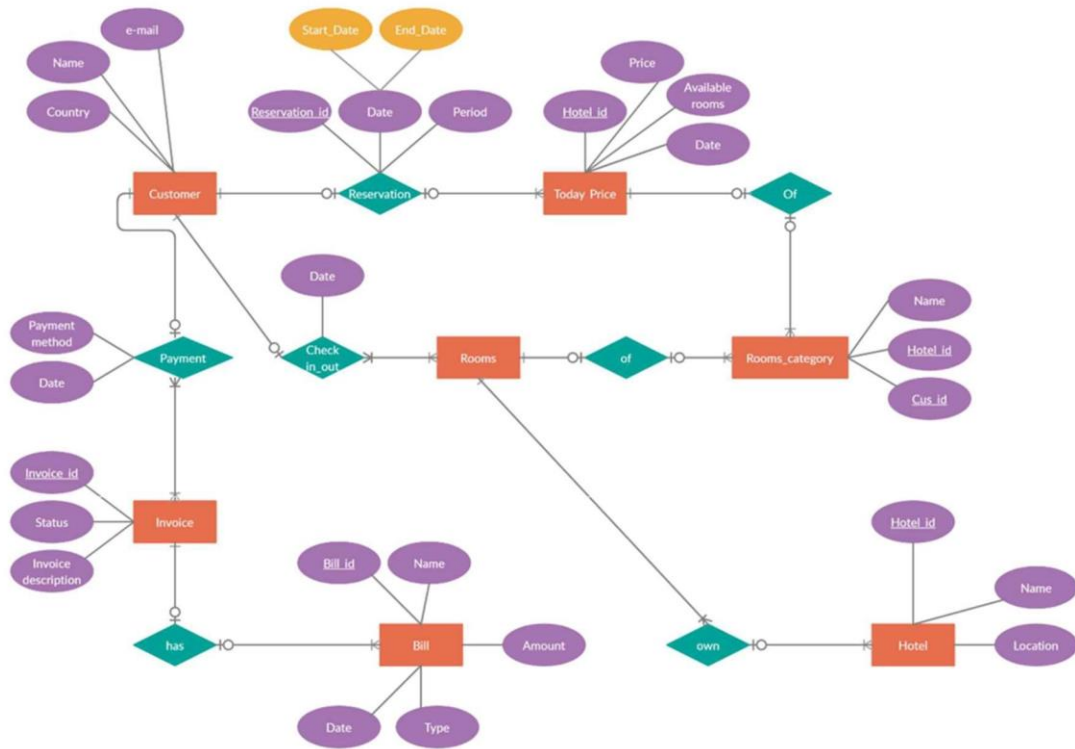 e-mail
Start_Date
End_Date
Name
Price
Available
rooms
Country
Reservation_id
Date
Period
Hotel_id
Date
Customer
Reservation
Today Price
Of
Date
Name
Payment
method
Payment
Check
in_out
Rooms
of
Rooms_category
Hotel_id
Date
Cus_id
Invoice_id
Status
Invoice
Invoice
description
Hotel_id
Bill_id
Name
Name
has
Bill
Amount
own
Hotel
Location
Date
Type